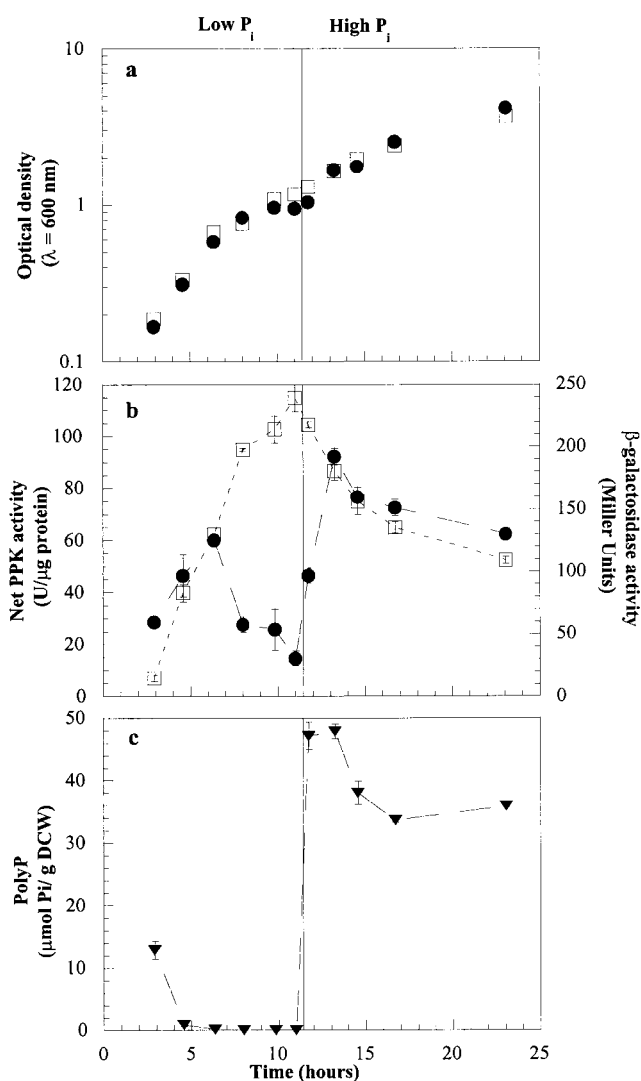 Low Pi High Pi
a
10
1
0.1
Optical density
(λ = 600 nm)
b
120
100
80
60
40
20
0
Net PPK activity
(U/µg protein)
250
200
150
100
50
0
β-galactosidase activity
(Miller Units)
c
50
40
30
20
10
0
PolyP
(µmol Pi/ g DCW)
0 5 10 15 20 25
Time (hours)